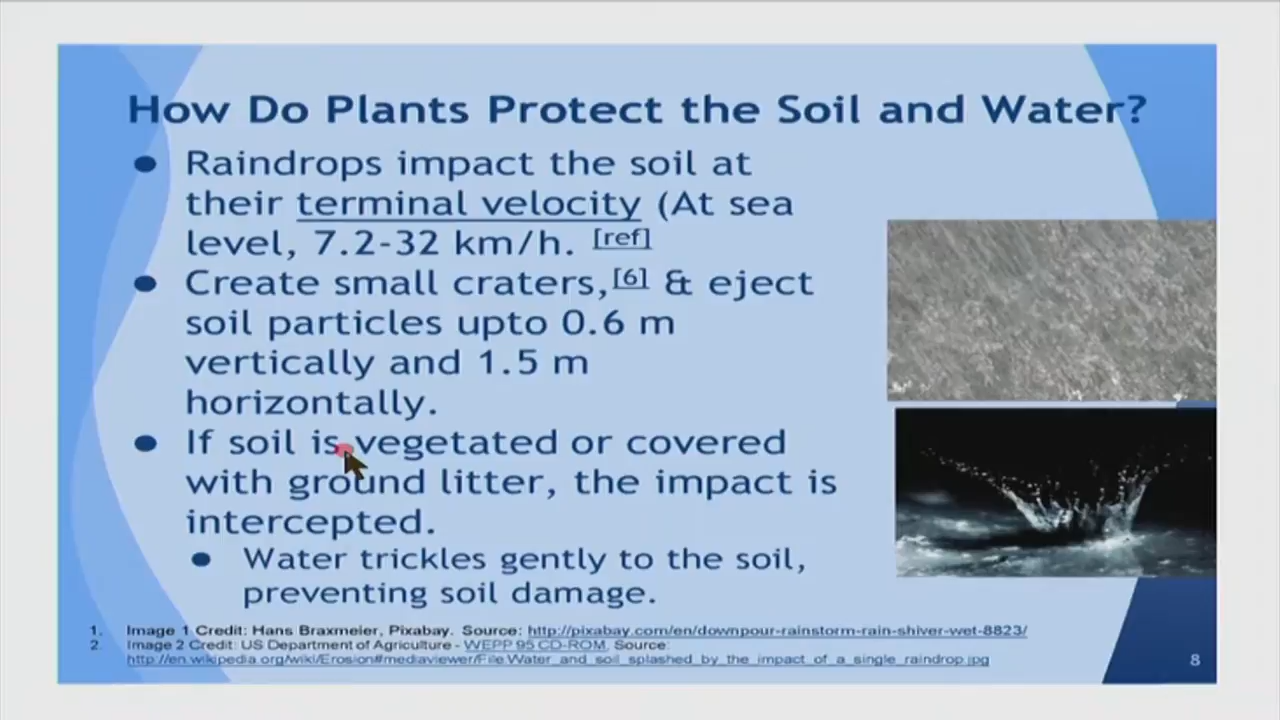 How Do Plants Protect the Soil and Water?
● Raindrops impact the soil at
their terminal velocity (At sea
level, 7.2-32 km/h. [ref]
● Create small craters,[6] & eject
soil particles upto 0.6 m
vertically and 1.5 m
horizontally.
● If soil is vegetated or covered
with ground litter, the impact is
intercepted.
● Water trickles gently to the soil,
preventing soil damage.
1. Image 1 Credit: Hans Braxmeier, Pixabay. Source: http://pixabay.com/en/downpour-rainstorm-rain-shiver-wet-8823/
2. Image 2 Credit: US Department of Agriculture - WEPP 95 CD-ROM. Source:
http://en.wikipedia.org/wiki/Erosion#mediaviewer/File:Water_and_soil_splashed_by_the_impact_of_a_single_raindrop.jpg
8